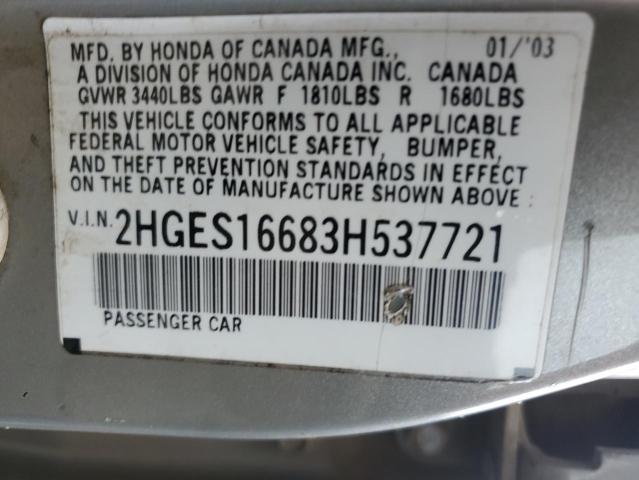 MFD. BY HONDA OF CANADA MFG., 01/'03
A DIVISION OF HONDA CANADA INC. CANADA
GVWR 3440LBS GAWR F 1810LBS R 1680LBS
THIS VEHICLE CONFORMS TO ALL APPLICABLE
FEDERAL MOTOR VEHICLE SAFETY, BUMPER,
AND THEFT PREVENTION STANDARDS IN EFFECT
ON THE DATE OF MANUFACTURE SHOWN ABOVE :
V.I.N. 2HGES16683H537721
PASSENGER CAR